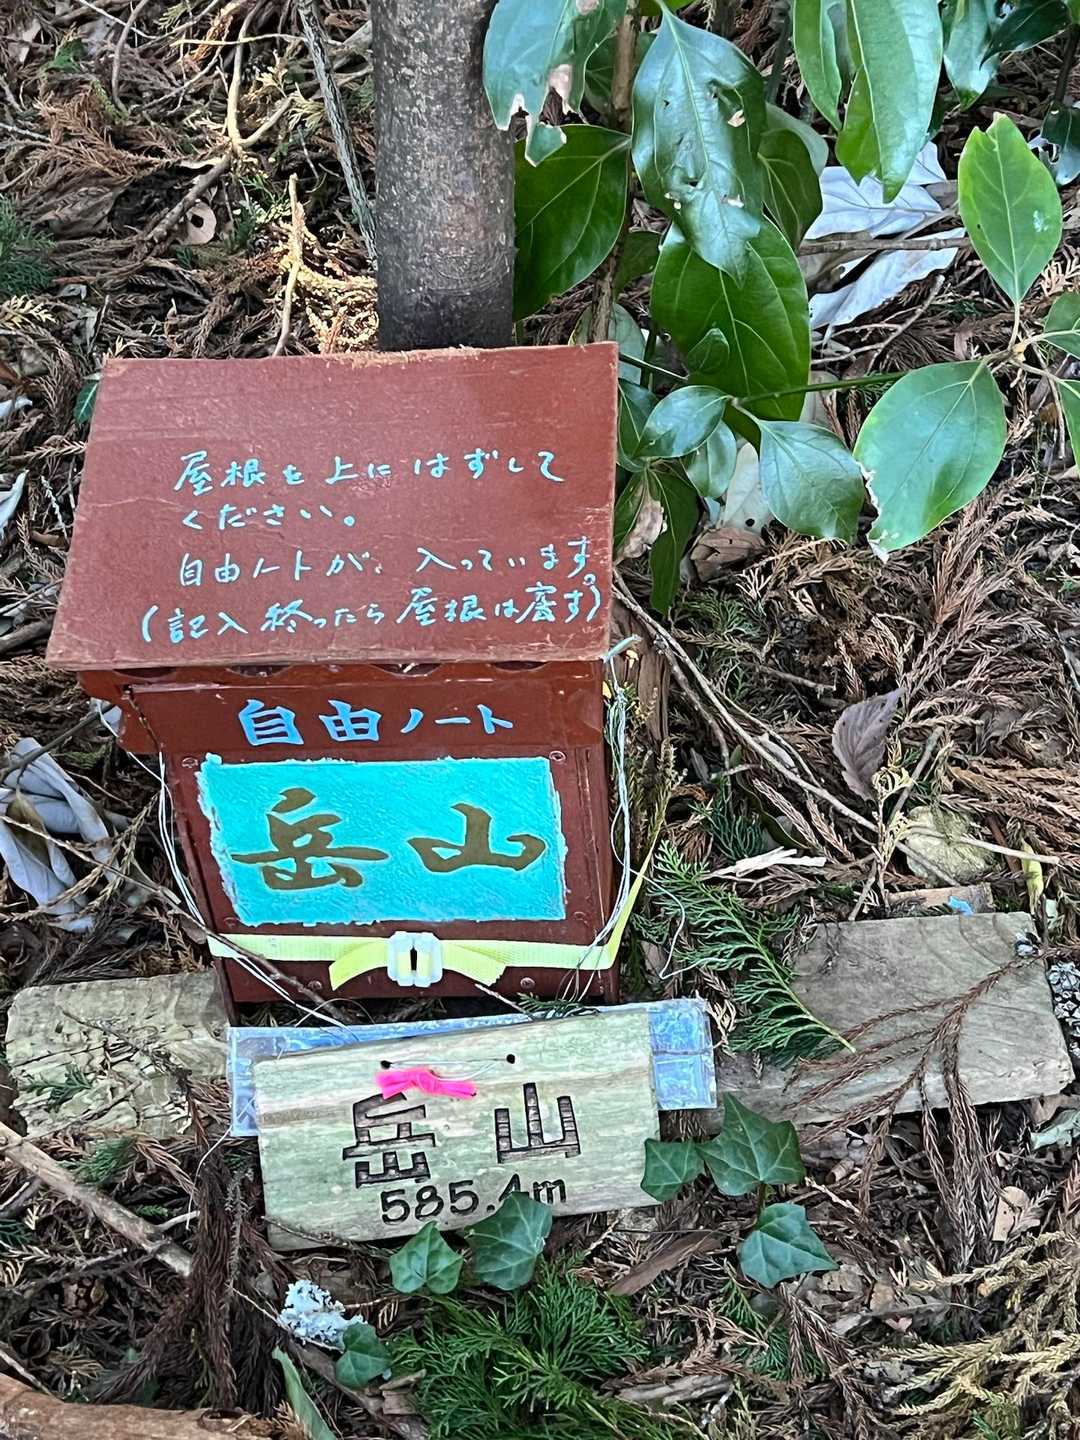 屋根を上にはずして
ください。
自由ノートが、入っています。
(記入終ったら屋根は戻す)
自由ノート
岳山
岳山
585.4m